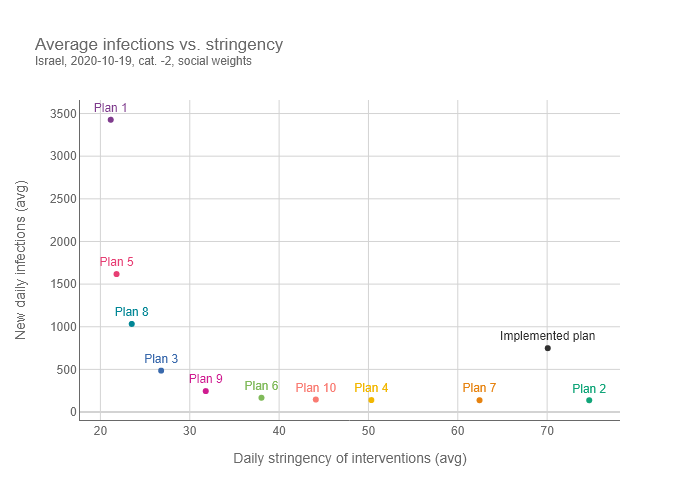 Average infections vs. stringency
Israel, 2020-10-19, cat. -2, social weights
New daily infections (avg)
3500
3000
2500
2000
1500
1000
500
0
Plan 1
Plan 5
Plan 8
Plan 3
Plan 9
Plan 6
Plan 10
Plan 4
Plan 7
Plan 2
Implemented plan
20
30
40
50
60
70
Daily stringency of interventions (avg)